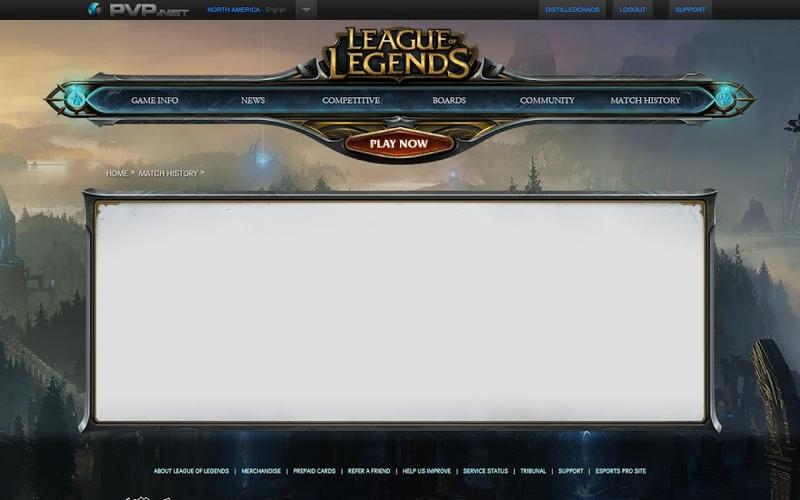 PVP.NET NORTH AMERICA - English DISTILLEDCHAOS LOGOUT SUPPORT
LEAGUE OF
LEGENDS
GAME INFO NEWS COMPETITIVE BOARDS COMMUNITY MATCH HISTORY
PLAY NOW
HOME > MATCH HISTORY >
ABOUT LEAGUE OF LEGENDS | MERCHANDISE | PREPAID CARDS | REFER A FRIEND | HELP US IMPROVE | SERVICE STATUS | TRIBUNAL | SUPPORT | ESPORTS PRO SITE